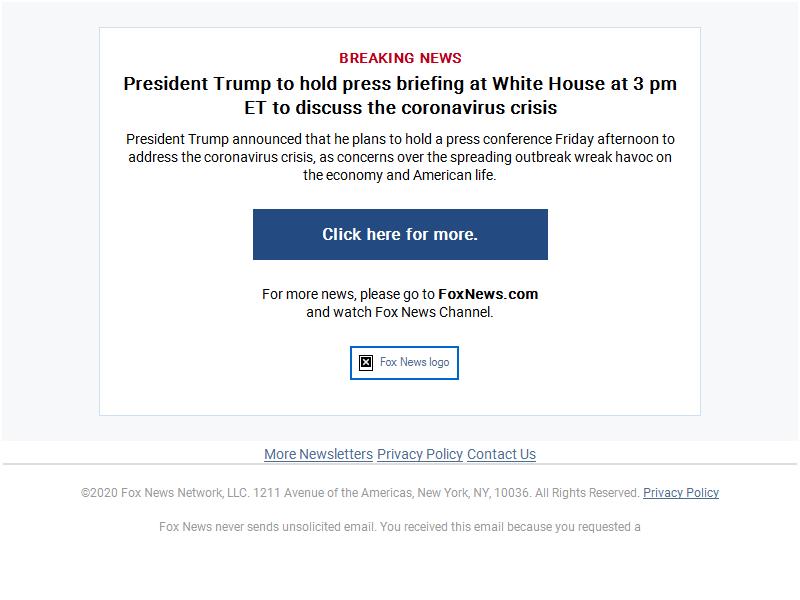 BREAKING NEWS
President Trump to hold press briefing at White House at 3 pm
ET to discuss the coronavirus crisis
President Trump announced that he plans to hold a press conference Friday afternoon to
address the coronavirus crisis, as concerns over the spreading outbreak wreak havoc on
the economy and American life.
Click here for more.
For more news, please go to FoxNews.com
and watch Fox News Channel.
Fox News logo
More Newsletters Privacy Policy Contact Us
©2020 Fox News Network, LLC. 1211 Avenue of the Americas, New York, NY, 10036. All Rights Reserved. Privacy Policy
Fox News never sends unsolicited email. You received this email because you requested a